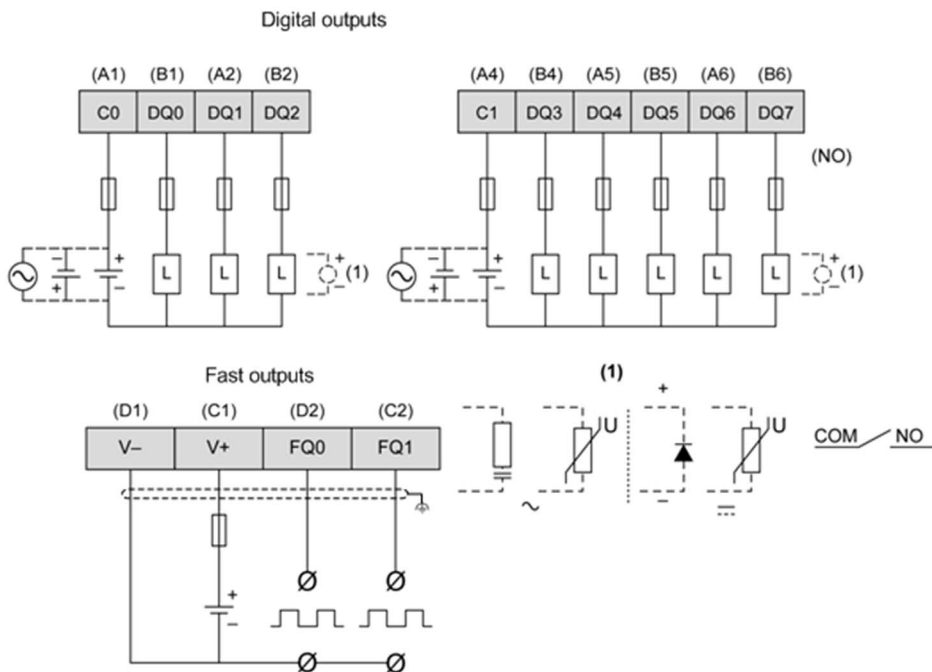 Digital outputs
(A1) (B1) (A2) (B2) (A4) (B4) (A5) (B5) (A6) (B6)
C0 DQ0 DQ1 DQ2 C1 DQ3 DQ4 DQ5 DQ6 DQ7
(NO)
− + + − L L L + − (1) − + + − L L L L L + − (1)
Fast outputs (1)
(D1) (C1) (D2) (C2) +
V− V+ FQ0 FQ1 U U COM NO
−
+
−